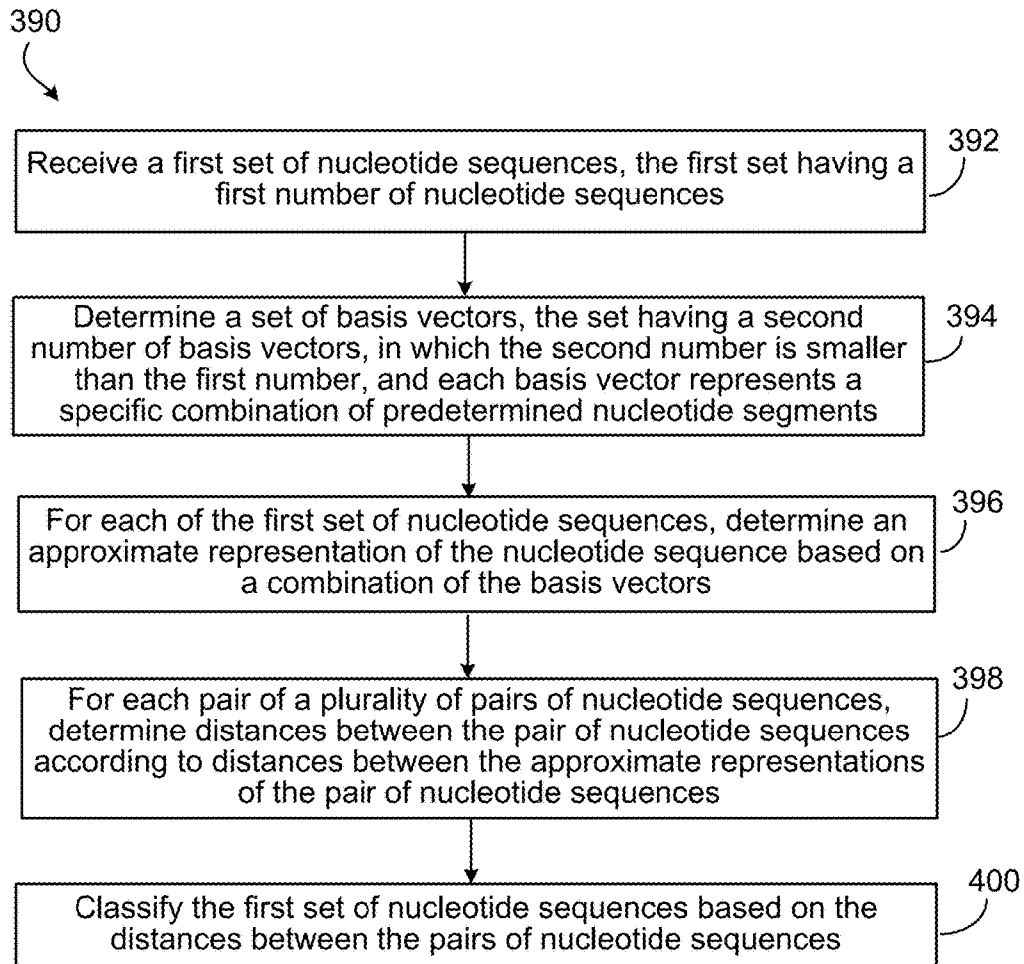 390
Receive a first set of nucleotide sequences, the first set having a
first number of nucleotide sequences
392
Determine a set of basis vectors, the set having a second
number of basis vectors, in which the second number is smaller
than the first number, and each basis vector represents a
specific combination of predetermined nucleotide segments
394
For each of the first set of nucleotide sequences, determine an
approximate representation of the nucleotide sequence based on
a combination of the basis vectors
396
For each pair of a plurality of pairs of nucleotide sequences,
determine distances between the pair of nucleotide sequences
according to distances between the approximate representations
of the pair of nucleotide sequences
398
Classify the first set of nucleotide sequences based on the
distances between the pairs of nucleotide sequences
400